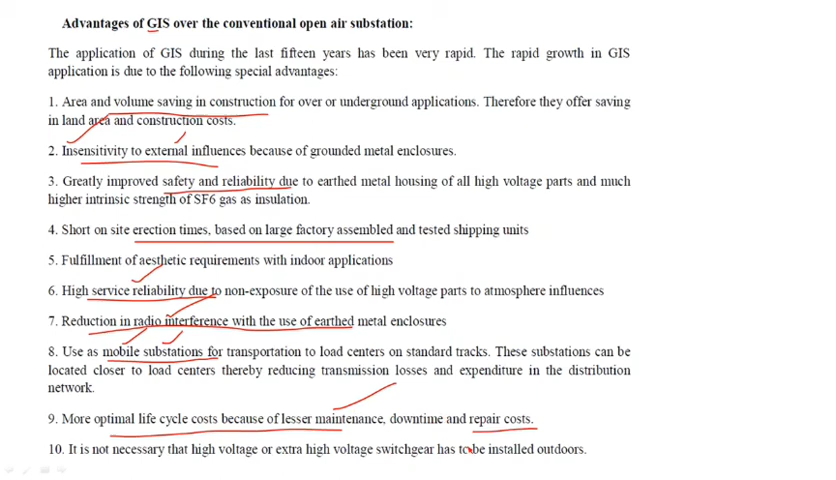 Advantages of GIS over the conventional open air substation:
The application of GIS during the last fifteen years has been very rapid. The rapid growth in GIS
application is due to the following special advantages:
1. Area and volume saving in construction for over or underground applications. Therefore they offer saving
in land area and construction costs.
2. Insensitivity to external influences because of grounded metal enclosures.
3. Greatly improved safety and reliability due to earthed metal housing of all high voltage parts and much
higher intrinsic strength of SF6 gas as insulation.
4. Short on site erection times, based on large factory assembled and tested shipping units
5. Fulfillment of aesthetic requirements with indoor applications
6. High service reliability due to non-exposure of the use of high voltage parts to atmosphere influences
7. Reduction in radio interference with the use of earthed metal enclosures
8. Use as mobile substations for transportation to load centers on standard tracks. These substations can be
located closer to load centers thereby reducing transmission losses and expenditure in the distribution
network.
9. More optimal life cycle costs because of lesser maintenance, downtime and repair costs.
10. It is not necessary that high voltage or extra high voltage switchgear has to be installed outdoors.